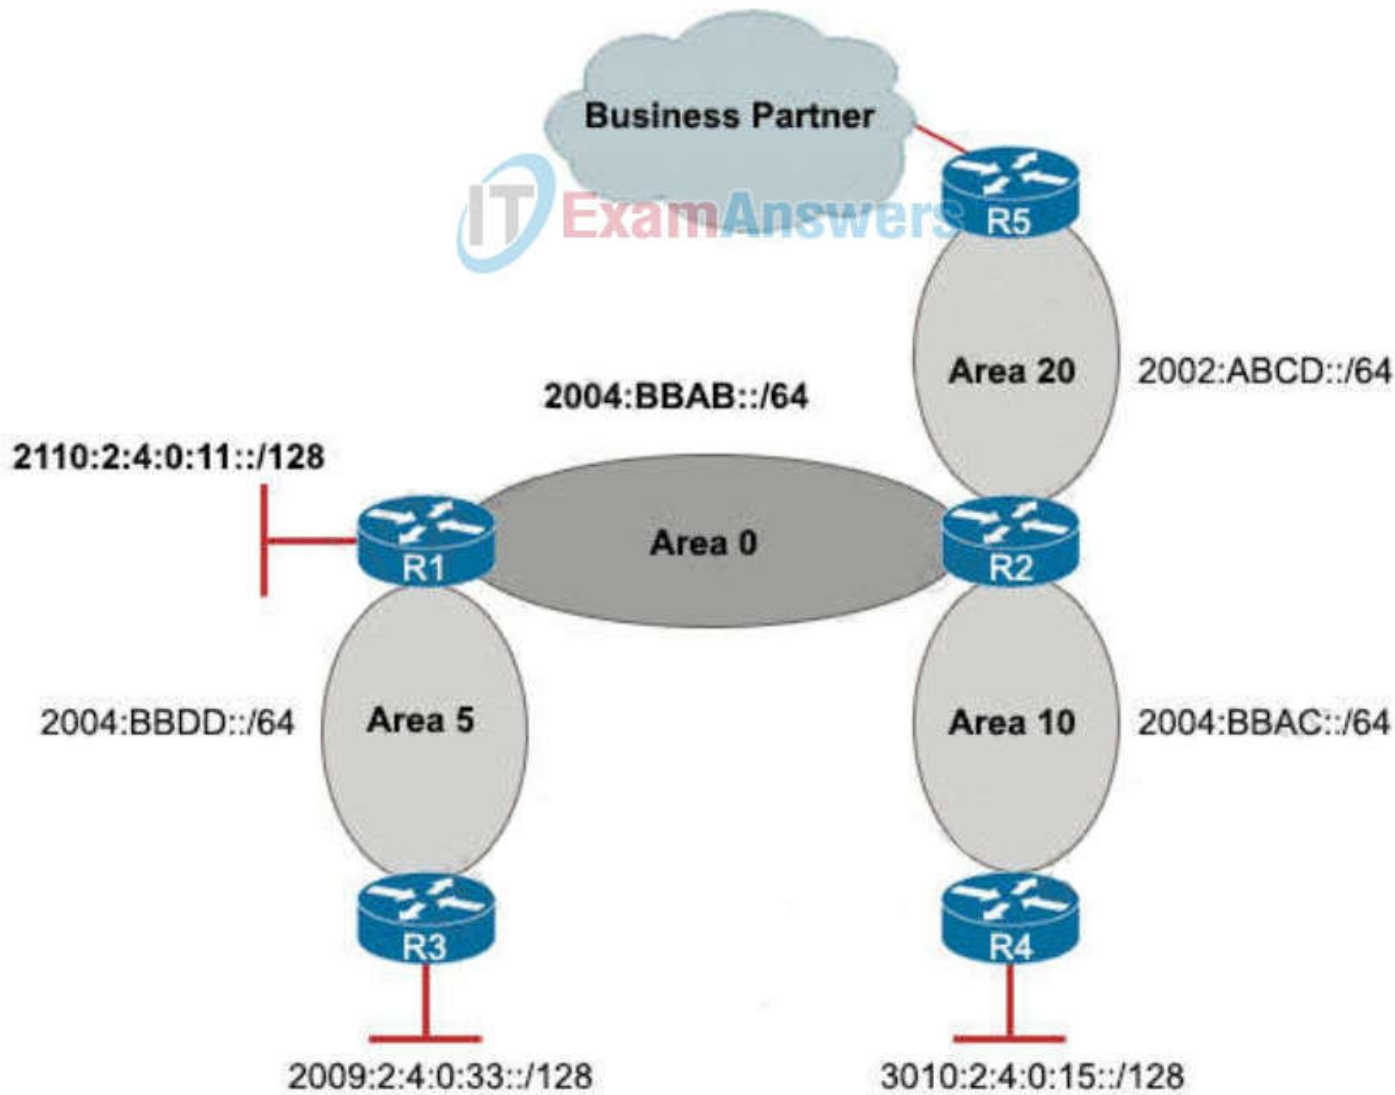 Business Partner
IT ExamAnswers
R5
Area 20
2002:ABCD::/64
2004:BBAB::/64
2110:2:4:0:11::/128
Area 0
R1
R2
2004:BBDD::/64
Area 5
Area 10
2004:BBAC::/64
R3
R4
2009:2:4:0:33::/128
3010:2:4:0:15::/128